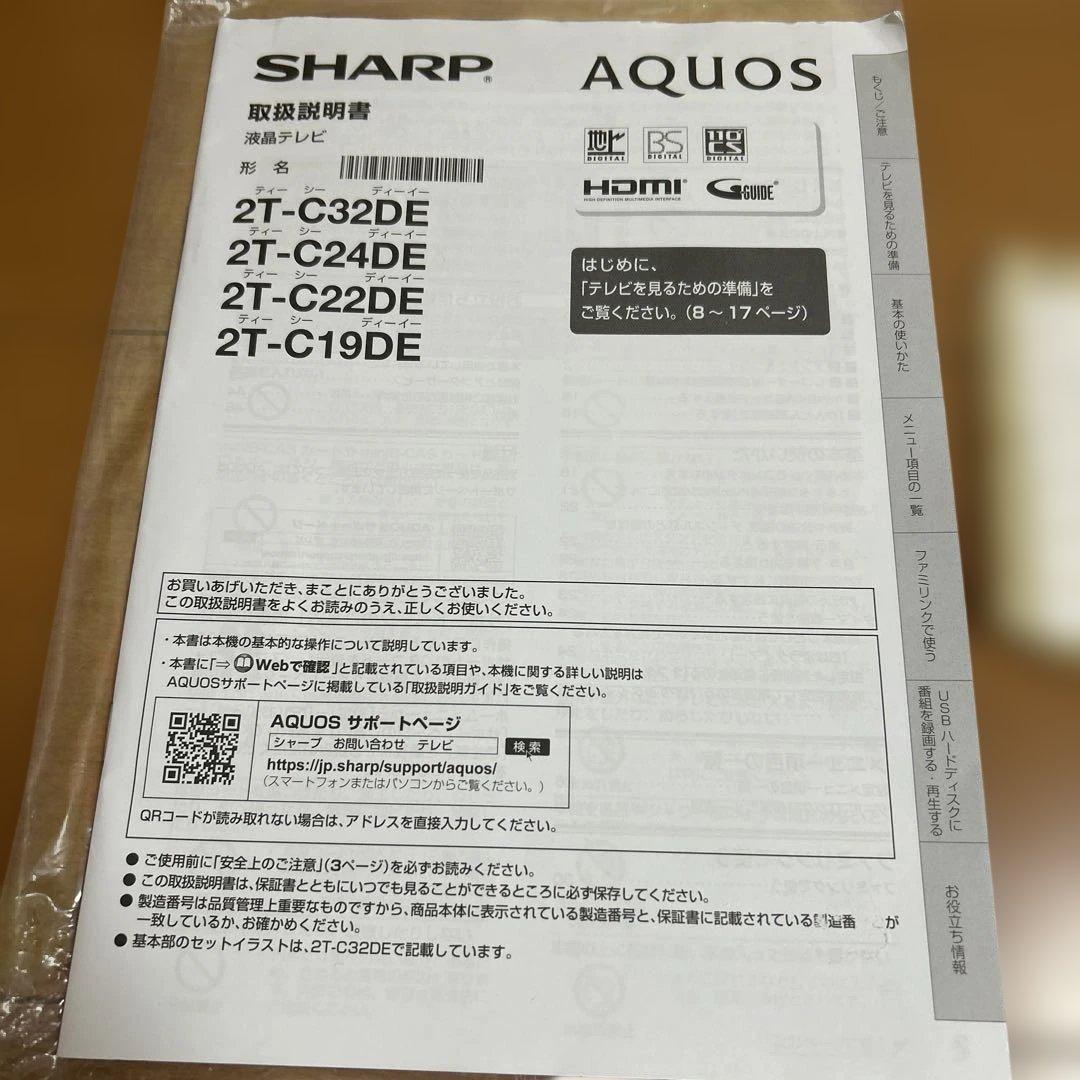 SHARP®
AQUOS
取扱説明書
液晶テレビ
形名
ティー シー ディーイー
2T-C32DE
ティー シー ディーイー
2T-C24DE
ティー シー ディーイー
2T-C22DE
ティー シー ディーイー
2T-C19DE
地上 DIGITAL
BS DIGITAL
110°CS DIGITAL
HDMI®
HIGH-DEFINITION MULTIMEDIA INTERFACE
G-GUIDE®
はじめに、
「テレビを見るための準備」を
ご覧ください。（8～17ページ）
お買いあげいただき、まことにありがとうございました。
この取扱説明書をよくお読みのうえ、正しくお使いください。
・本書は本機の基本的な操作について説明しています。
・本書に「⇒ Webで確認」と記載されている項目や、本機に関する詳しい説明は
AQUOSサポートページに掲載している「取扱説明ガイド」をご覧ください。
AQUOS サポートページ
シャープ お問い合わせ テレビ
検索
https://jp.sharp/support/aquos/
（スマートフォンまたはパソコンからご覧ください。）
QRコードが読み取れない場合は、アドレスを直接入力してください。
● ご使用前に「安全上のご注意」（3ページ）を必ずお読みください。
● この取扱説明書は、保証書とともにいつでも見ることができるところに必ず保存してください。
● 製造番号は品質管理上重要なものですから、商品本体に表示されている製造番号と、保証書に記載されている製造番 が
一致しているか、お確かめください。
● 基本部のセットイラストは、2T-C32DEで記載しています。
もくじ／ご注意
テレビを見るための準備
基本の使いかた
メニュー項目の一覧
ファミリンクで使う
USBハードディスクに
番組を録画する・再生する
お役立ち情報